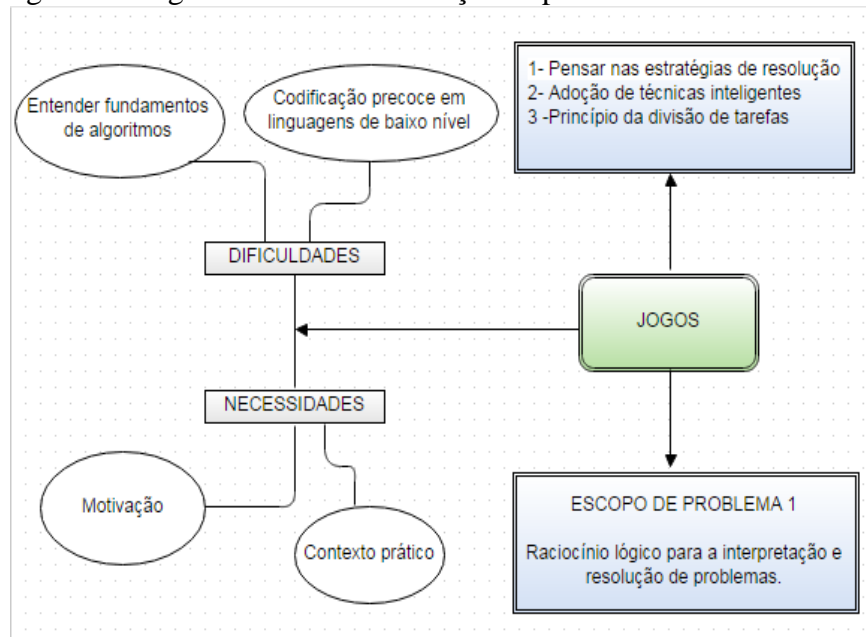 Entender fundamentos
de algoritmos
Codificação precoce em
linguagens de baixo nível
1- Pensar nas estratégias de resolução
2- Adoção de técnicas inteligentes
3 -Princípio da divisão de tarefas
DIFICULDADES
JOGOS
NECESSIDADES
Motivação
Contexto prático
ESCOPO DE PROBLEMA 1
Raciocínio lógico para a interpretação e
resolução de problemas.